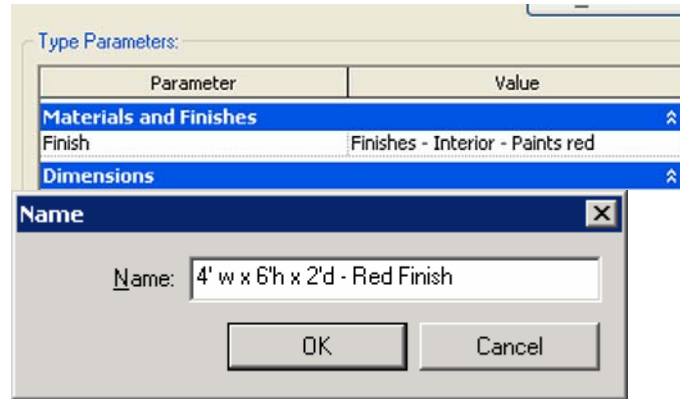 Type Parameters:
Parameter Value
Materials and Finishes
Finish Finishes - Interior - Paints red
Dimensions
Name
Name: 4' w x 6'h x 2'd - Red Finish
OK Cancel